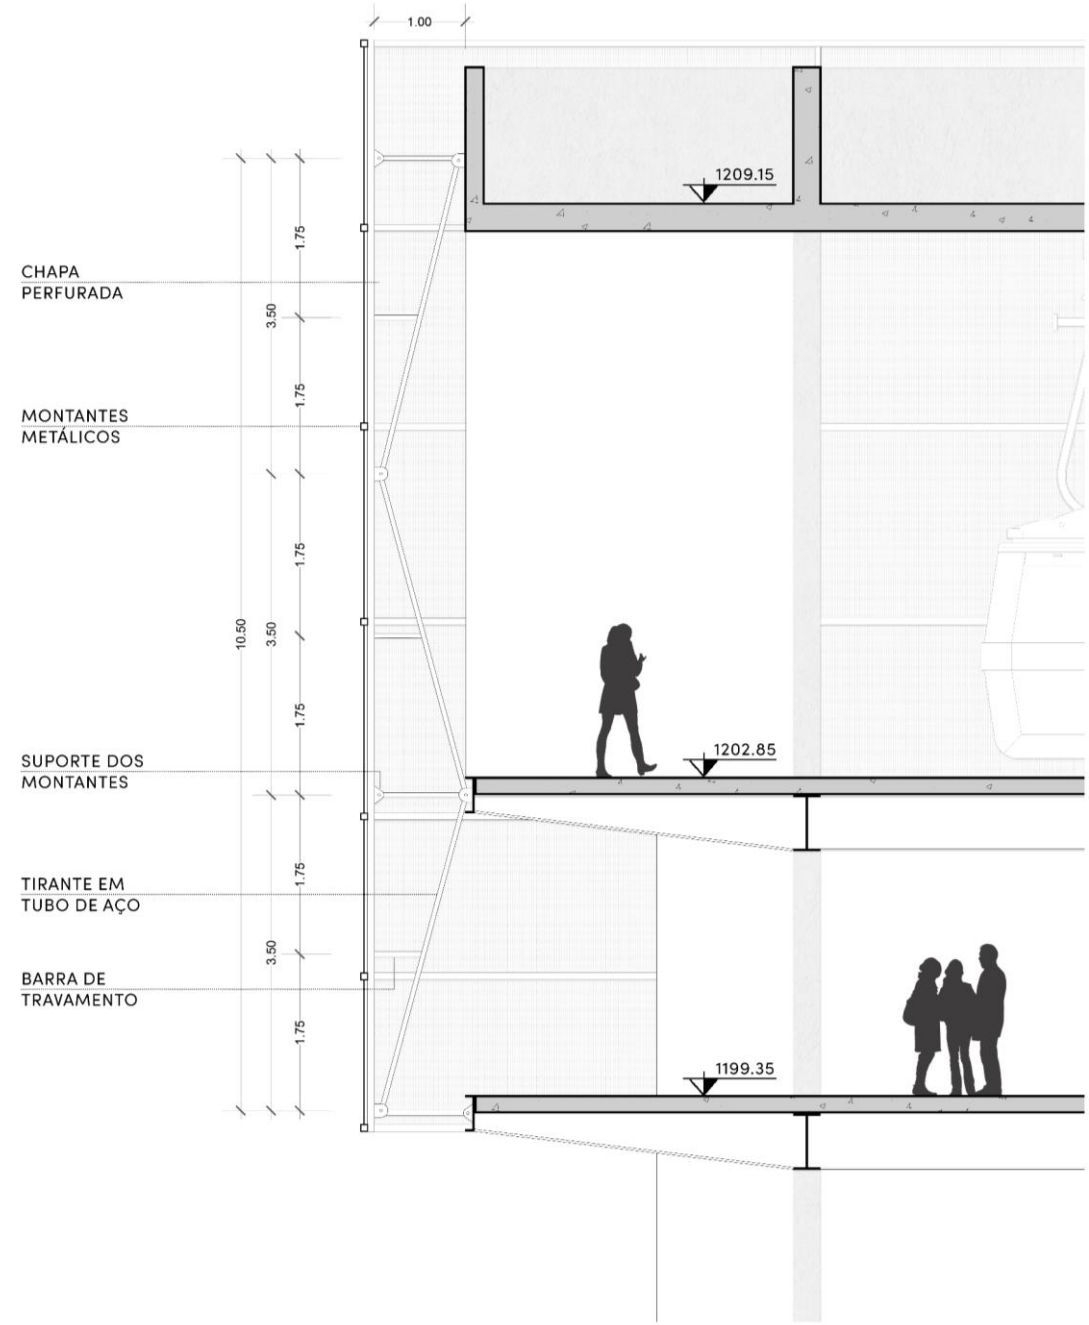 1.00
1209.15
1.75
CHAPA
PERFURADA
3.50
1.75
MONTANTES
METÁLICOS
1.75
10.50
3.50
1.75
1202.85
SUPORTE DOS
MONTANTES
1.75
TIRANTE EM
TUBO DE AÇO
3.50
BARRA DE
TRAVAMENTO
1.75
1199.35